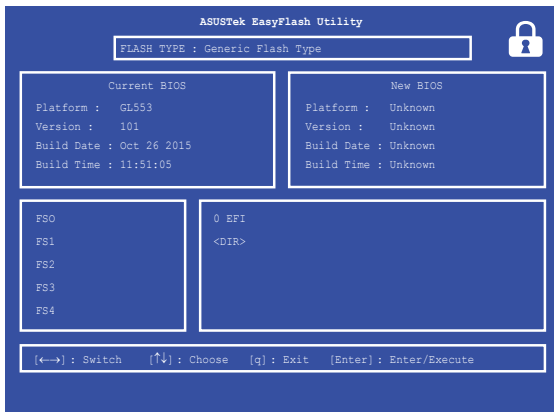 ASUSTek EasyFlash Utility
FLASH TYPE : Generic Flash Type
Current BIOS
Platform : GL553
Version : 101
Build Date : Oct 26 2015
Build Time : 11:51:05
New BIOS
Platform : Unknown
Version : Unknown
Build Date : Unknown
Build Time : Unknown
FSO
FS1
FS2
FS3
FS4
0 EFI
<DIR>
[←→] : Switch [↑↓] : Choose [q] : Exit [Enter] : Enter/Execute